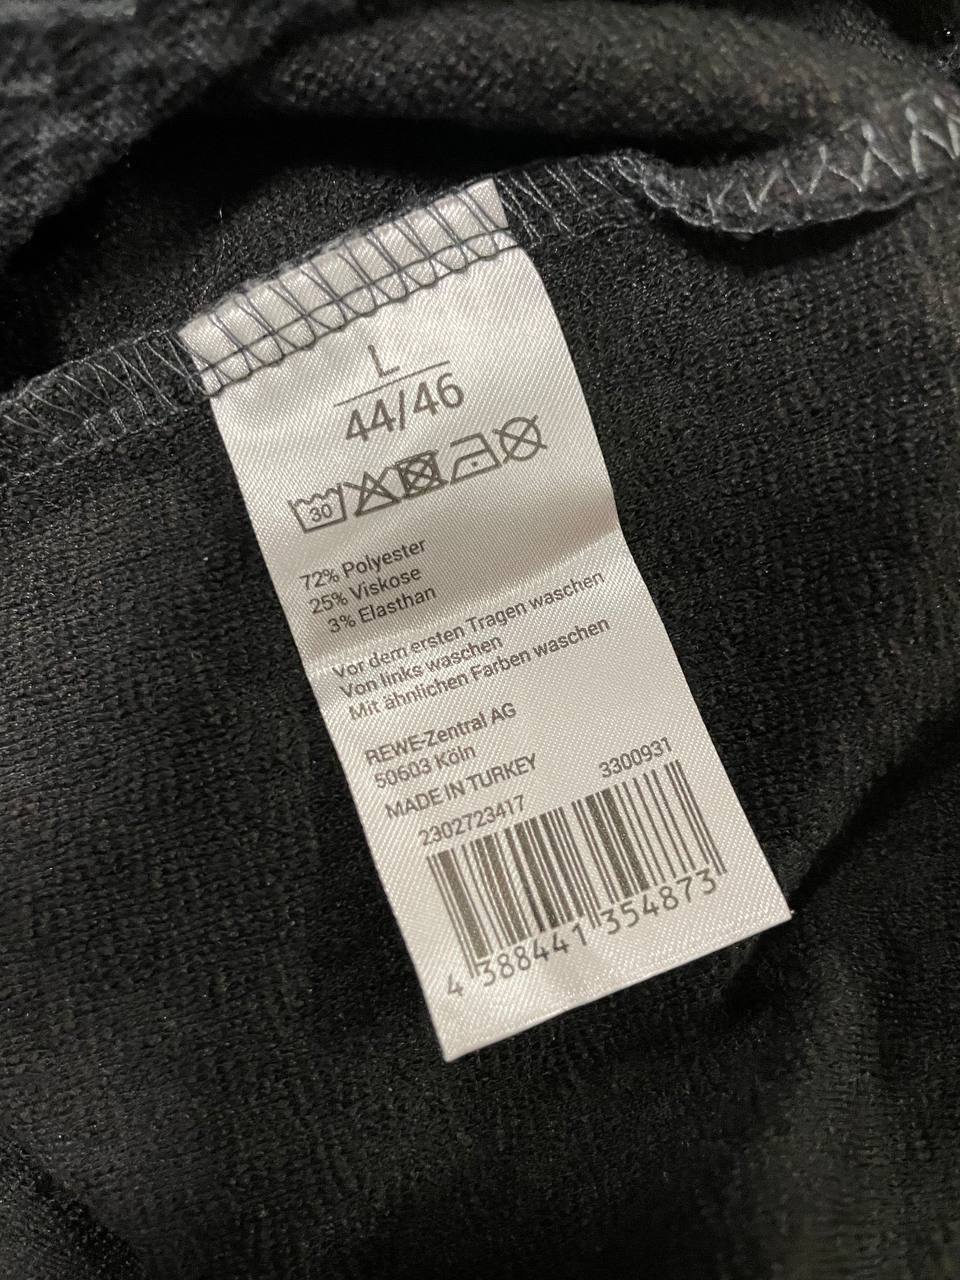 L
44/46
30
72% Polyester
25% Viskose
3% Elasthan
Vor dem ersten Tragen waschen
Von links waschen
Mit ähnlichen Farben waschen
REWE-Zentral AG
50603 Köln
MADE IN TURKEY
2302723417 3300931
4 388441 354873